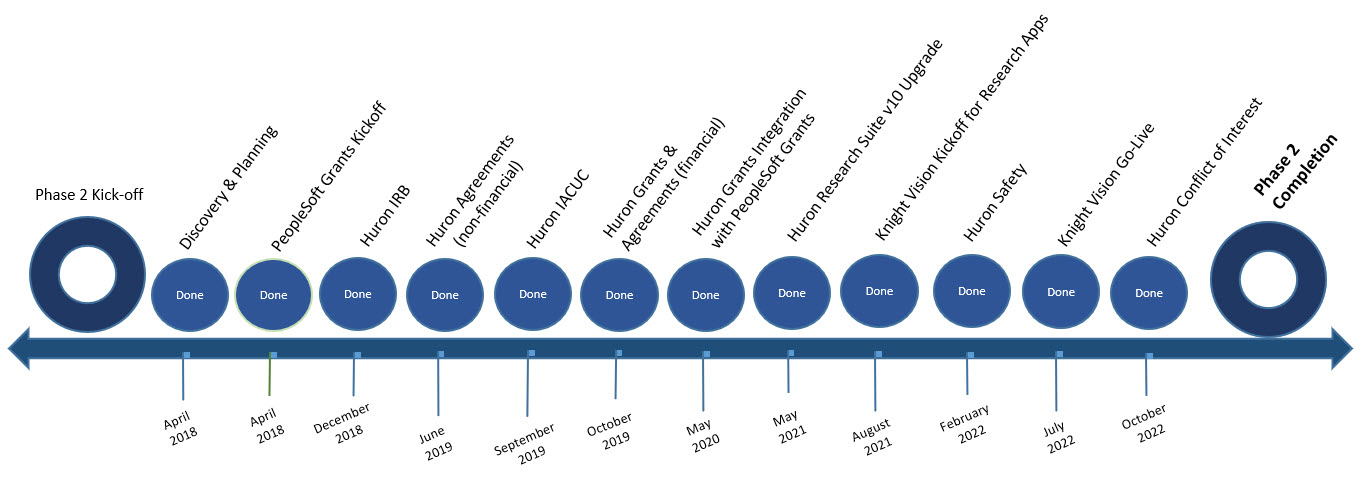 Phase 2 Kick-off
Discovery & Planning
PeopleSoft Grants Kickoff
Huron IRB
Huron Agreements
(non-financial)
Huron IACUC
Huron Grants &
Agreements (financial)
Huron Grants Integration
with PeopleSoft Grants
Huron Research Suite v10 Upgrade
Knight Vision Kickoff for Research Apps
Huron Safety
Knight Vision Go-Live
Huron Conflict of Interest
Phase 2
Completion
Done
Done
Done
Done
Done
Done
Done
Done
Done
Done
Done
Done
April
2018
April
2018
December
2018
June
2019
September
2019
October
2019
May
2020
May
2021
August
2021
February
2022
July
2022
October
2022